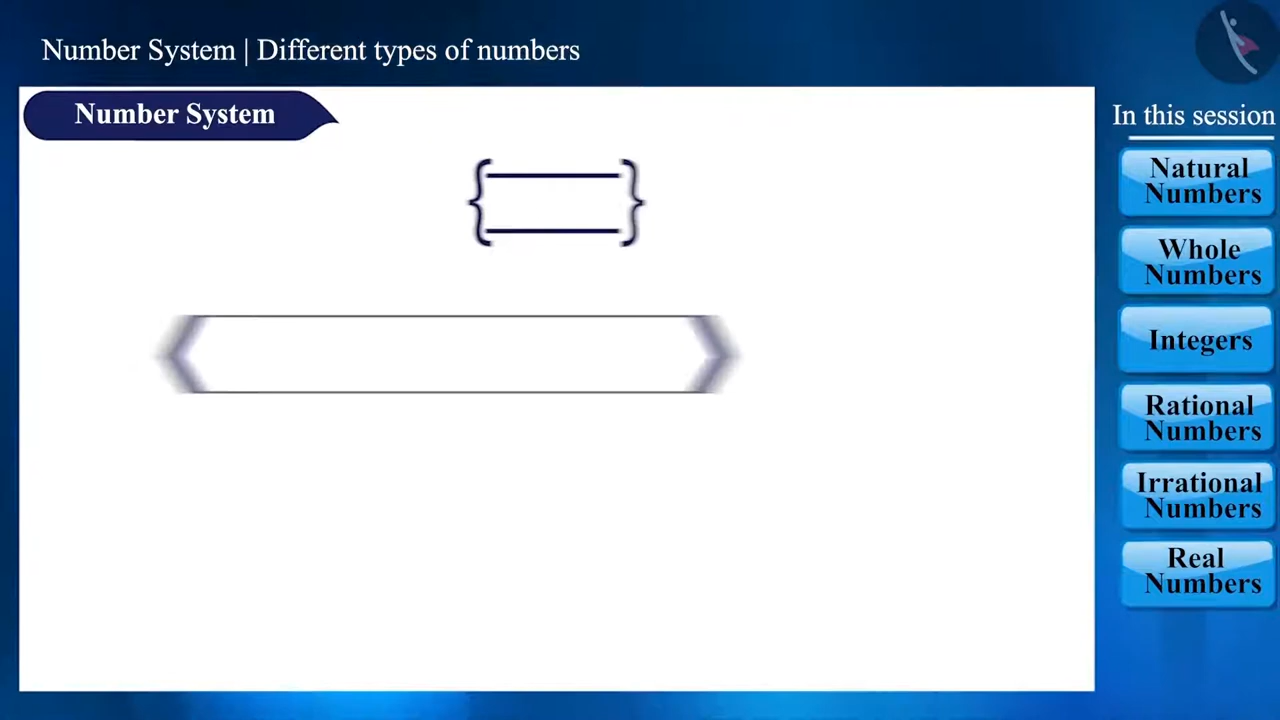 Number System | Different types of numbers
Number System
In this session
Natural
Numbers
Whole
Numbers
Integers
Rational
Numbers
Irrational
Numbers
Real
Numbers